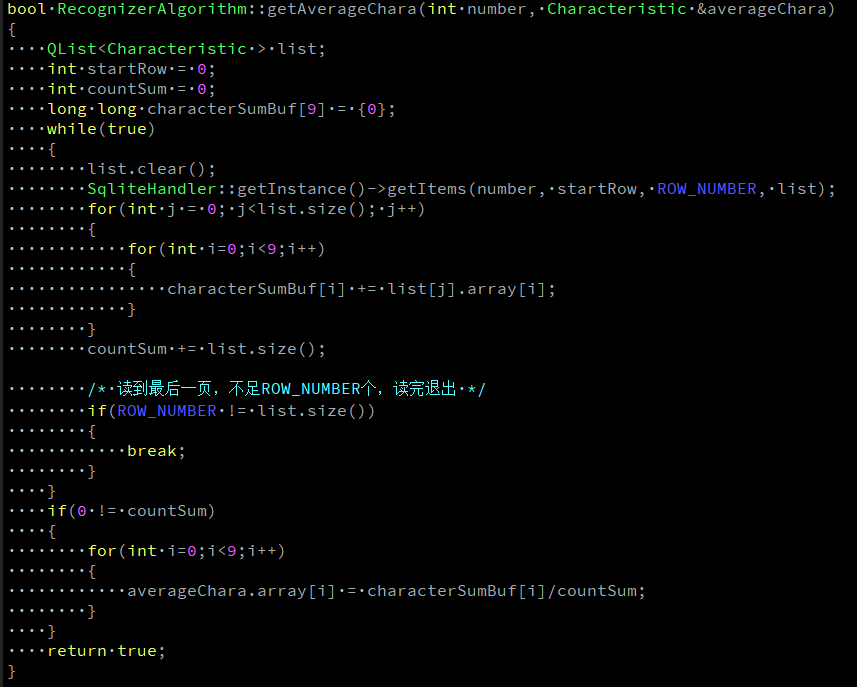 bool·RecognizerAlgorithm::getAverageChara(int·number,·Characteristic·&averageChara)
{
····QList<Characteristic·>·list;
····int·startRow·=·0;
····int·countSum·=·0;
····long·long·characterSumBuf[9]·=·{0};
····while(true)
····{
········list.clear();
········SqliteHandler::getInstance()->getItems(number,·startRow,·ROW_NUMBER,·list);
········for(int·j·=·0;·j<list.size();·j++)
········{
············for(int·i=0;i<9;i++)
············{
················characterSumBuf[i]·+=·list[j].array[i];
············}
········}
········countSum·+=·list.size();
········/*·读到最后一页，不足ROW_NUMBER个，读完退出·*/
········if(ROW_NUMBER·!=·list.size())
········{
············break;
········}
····}
····if(0·!=·countSum)
····{
········for(int·i=0;i<9;i++)
········{
············averageChara.array[i]·=·characterSumBuf[i]/countSum;
········}
····}
····return·true;
}